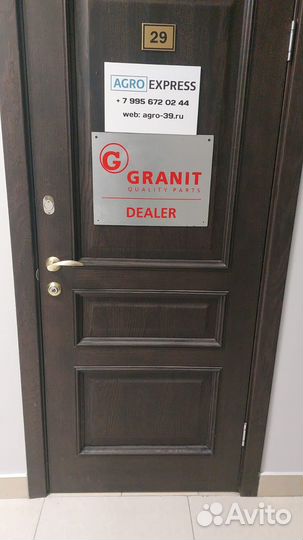 29
AGRO EXPRESS
+ 7 995 672 02 44
web: agro-39.ru
G
GRANIT
QUALITY PARTS
DEALER
Avito